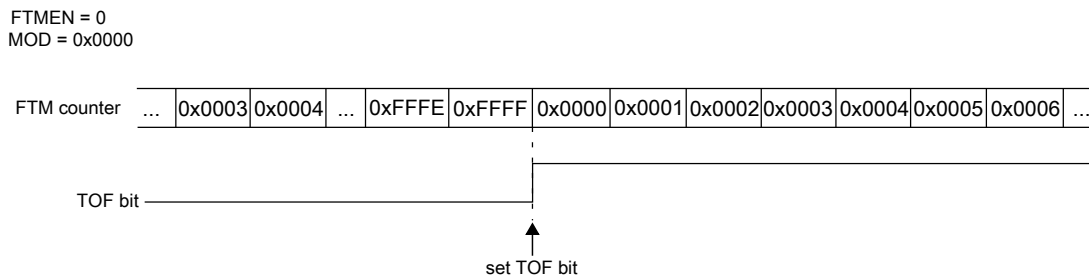 FTMEN = 0
MOD = 0x0000
FTM counter ... 0x0003 0x0004 ... 0xFFFE 0xFFFF 0x0000 0x0001 0x0002 0x0003 0x0004 0x0005 0x0006 ...
TOF bit
set TOF bit